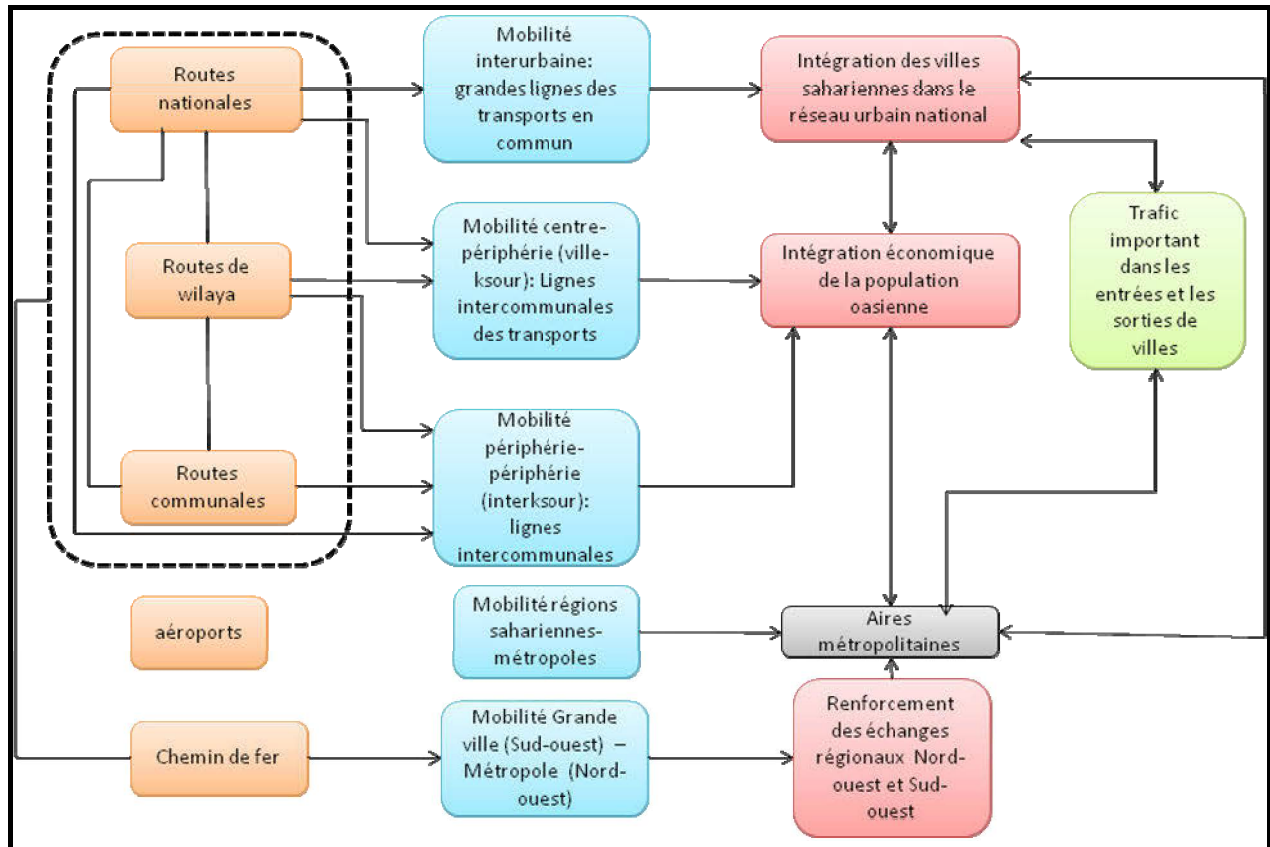 Routes
nationales
Mobilité
interurbaine:
grandes lignes des
transports en
commun
Intégration des villes
sahariennes dans le
réseau urbain national
Routes de
wilaya
Mobilité centre-
périphérie (ville-
ksour): Lignes
intercommunales
des transports
Intégration économique
de la population
oasienne
Trafic
important
dans les
entrées et les
sorties de
villes
Routes
communales
Mobilité
périphérie-
périphérie
(interksour):
lignes
intercommunales
aéroports
Mobilité régions
sahariennes-
métropoles
Aires
métropolitaines
Chemin de fer
Mobilité Grande
ville (Sud-ouest) –
Métropole (Nord-
ouest)
Renforcement
des échanges
régionaux Nord-
ouest et Sud-
ouest